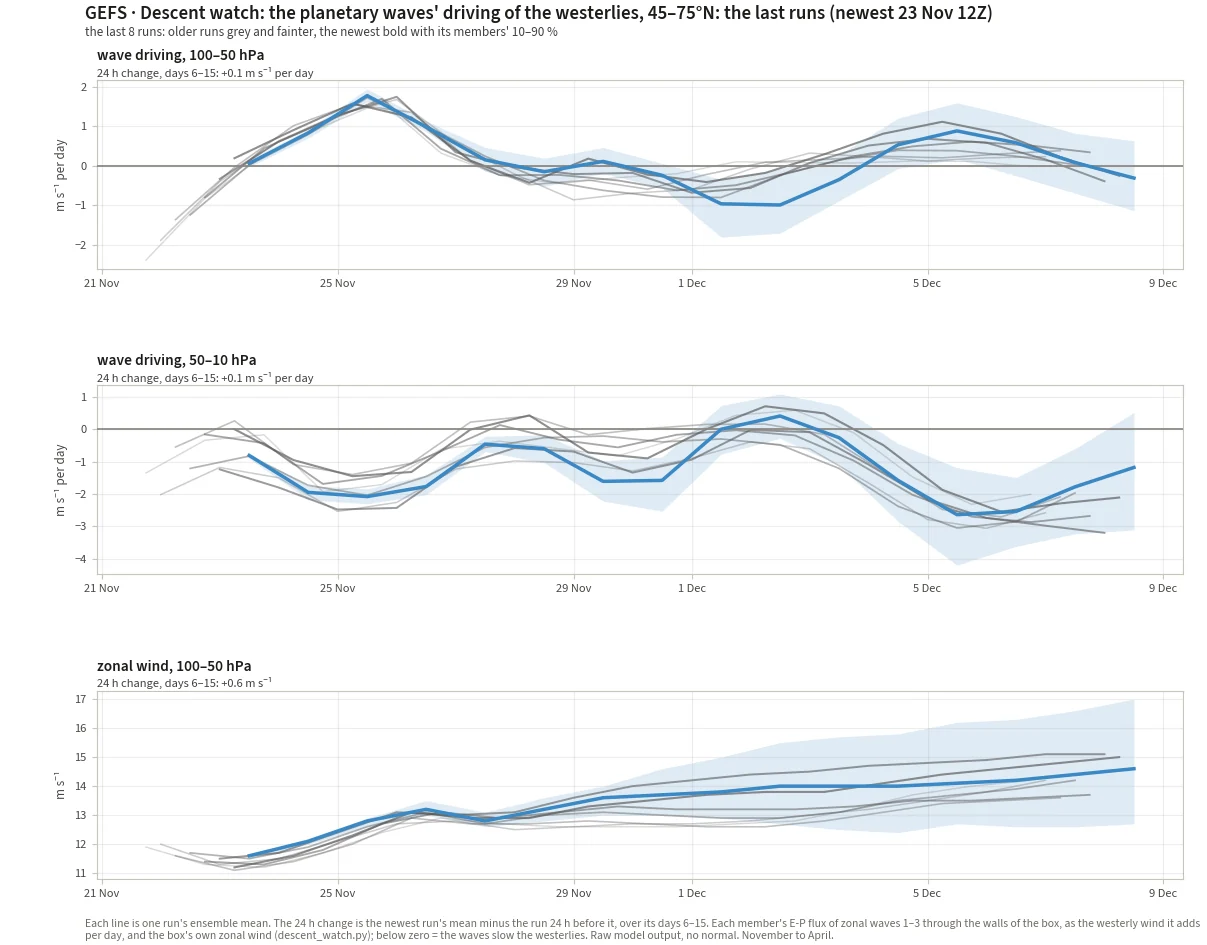 GEFS · Descent watch: the planetary waves' driving of the westerlies, 45–75°N: the last runs (newest 23 Nov 12Z)
the last 8 runs: older runs grey and fainter, the newest bold with its members' 10–90 %
wave driving, 100–50 hPa
24 h change, days 6–15: +0.1 m s⁻¹ per day
2
1
0
−1
−2
m s⁻¹ per day
21 Nov
25 Nov
29 Nov
1 Dec
5 Dec
9 Dec
wave driving, 50–10 hPa
24 h change, days 6–15: +0.1 m s⁻¹ per day
1
0
−1
−2
−3
−4
m s⁻¹ per day
21 Nov
25 Nov
29 Nov
1 Dec
5 Dec
9 Dec
zonal wind, 100–50 hPa
24 h change, days 6–15: +0.6 m s⁻¹
17
16
15
14
13
12
11
m s⁻¹
21 Nov
25 Nov
29 Nov
1 Dec
5 Dec
9 Dec
Each line is one run's ensemble mean. The 24 h change is the newest run's mean minus the run 24 h before it, over its days 6–15. Each member's E-P flux of zonal waves 1–3 through the walls of the box, as the westerly wind it adds
per day, and the box's own zonal wind (descent_watch.py); below zero = the waves slow the westerlies. Raw model output, no normal. November to April.